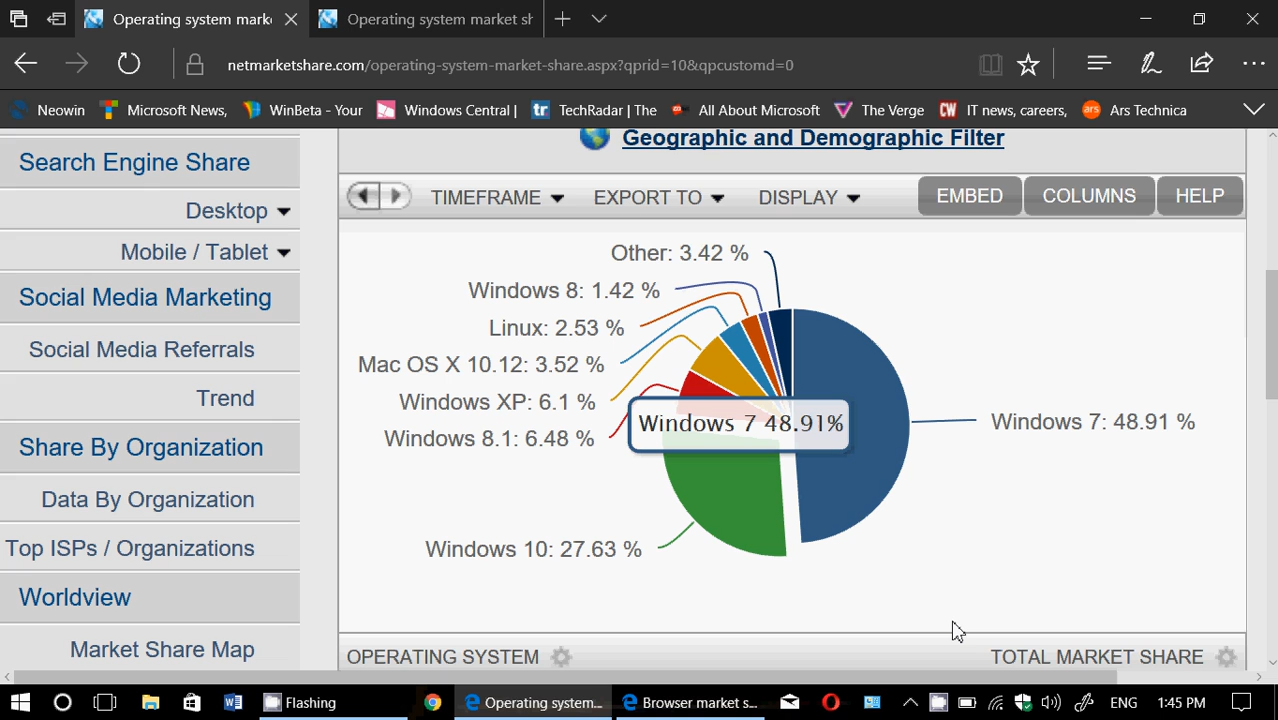 Operating system marke
Operating system market sh
netmarketshare.com/operating-system-market-share.aspx?qprid=10&qpcustomd=0
Neowin
Microsoft News,
WinBeta - Your
Windows Central |
tr TechRadar | The
All About Microsoft
The Verge
CW IT news, careers,
ars Ars Technica
Geographic and Demographic Filter
Search Engine Share
Desktop
Mobile / Tablet
Social Media Marketing
Social Media Referrals
Trend
Share By Organization
Data By Organization
Top ISPs / Organizations
Worldview
Market Share Map
TIMEFRAME
EXPORT TO
DISPLAY
EMBED
COLUMNS
HELP
Other: 3.42 %
Windows 8: 1.42 %
Linux: 2.53 %
Mac OS X 10.12: 3.52 %
Windows XP: 6.1 %
Windows 8.1: 6.48 %
Windows 7 48.91%
Windows 7: 48.91 %
Windows 10: 27.63 %
OPERATING SYSTEM
TOTAL MARKET SHARE
Flashing
Operating system...
Browser market s...
ENG
1:45 PM